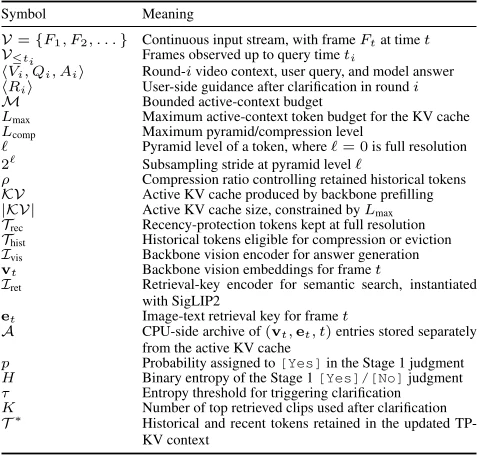 Symbol Meaning
𝒱 = {F₁, F₂, . . . } Continuous input stream, with frame Fₜ at time t
𝒱≤tᵢ Frames observed up to query time tᵢ
⟨Vᵢ, Qᵢ, Aᵢ⟩ Round-i video context, user query, and model answer
⟨Rᵢ⟩ User-side guidance after clarification in round i
ℳ Bounded active-context budget
L_max Maximum active-context token budget for the KV cache
L_comp Maximum pyramid/compression level
ℓ Pyramid level of a token, where ℓ = 0 is full resolution
2^ℓ Subsampling stride at pyramid level ℓ
ρ Compression ratio controlling retained historical tokens
𝒦𝒱 Active KV cache produced by backbone prefilling
|𝒦𝒱| Active KV cache size, constrained by L_max
𝒯_rec Recency-protection tokens kept at full resolution
𝒯_hist Historical tokens eligible for compression or eviction
ℐ_vis Backbone vision encoder for answer generation
𝐯ₜ Backbone vision embeddings for frame t
ℐ_ret Retrieval-key encoder for semantic search, instantiated
with SigLIP2
𝐞ₜ Image-text retrieval key for frame t
𝒜 CPU-side archive of (𝐯ₜ, 𝐞ₜ, t) entries stored separately
from the active KV cache
p Probability assigned to [Yes] in the Stage 1 judgment
H Binary entropy of the Stage 1 [Yes]/[No] judgment
τ Entropy threshold for triggering clarification
K Number of top retrieved clips used after clarification
𝒯* Historical and recent tokens retained in the updated TP-
KV context